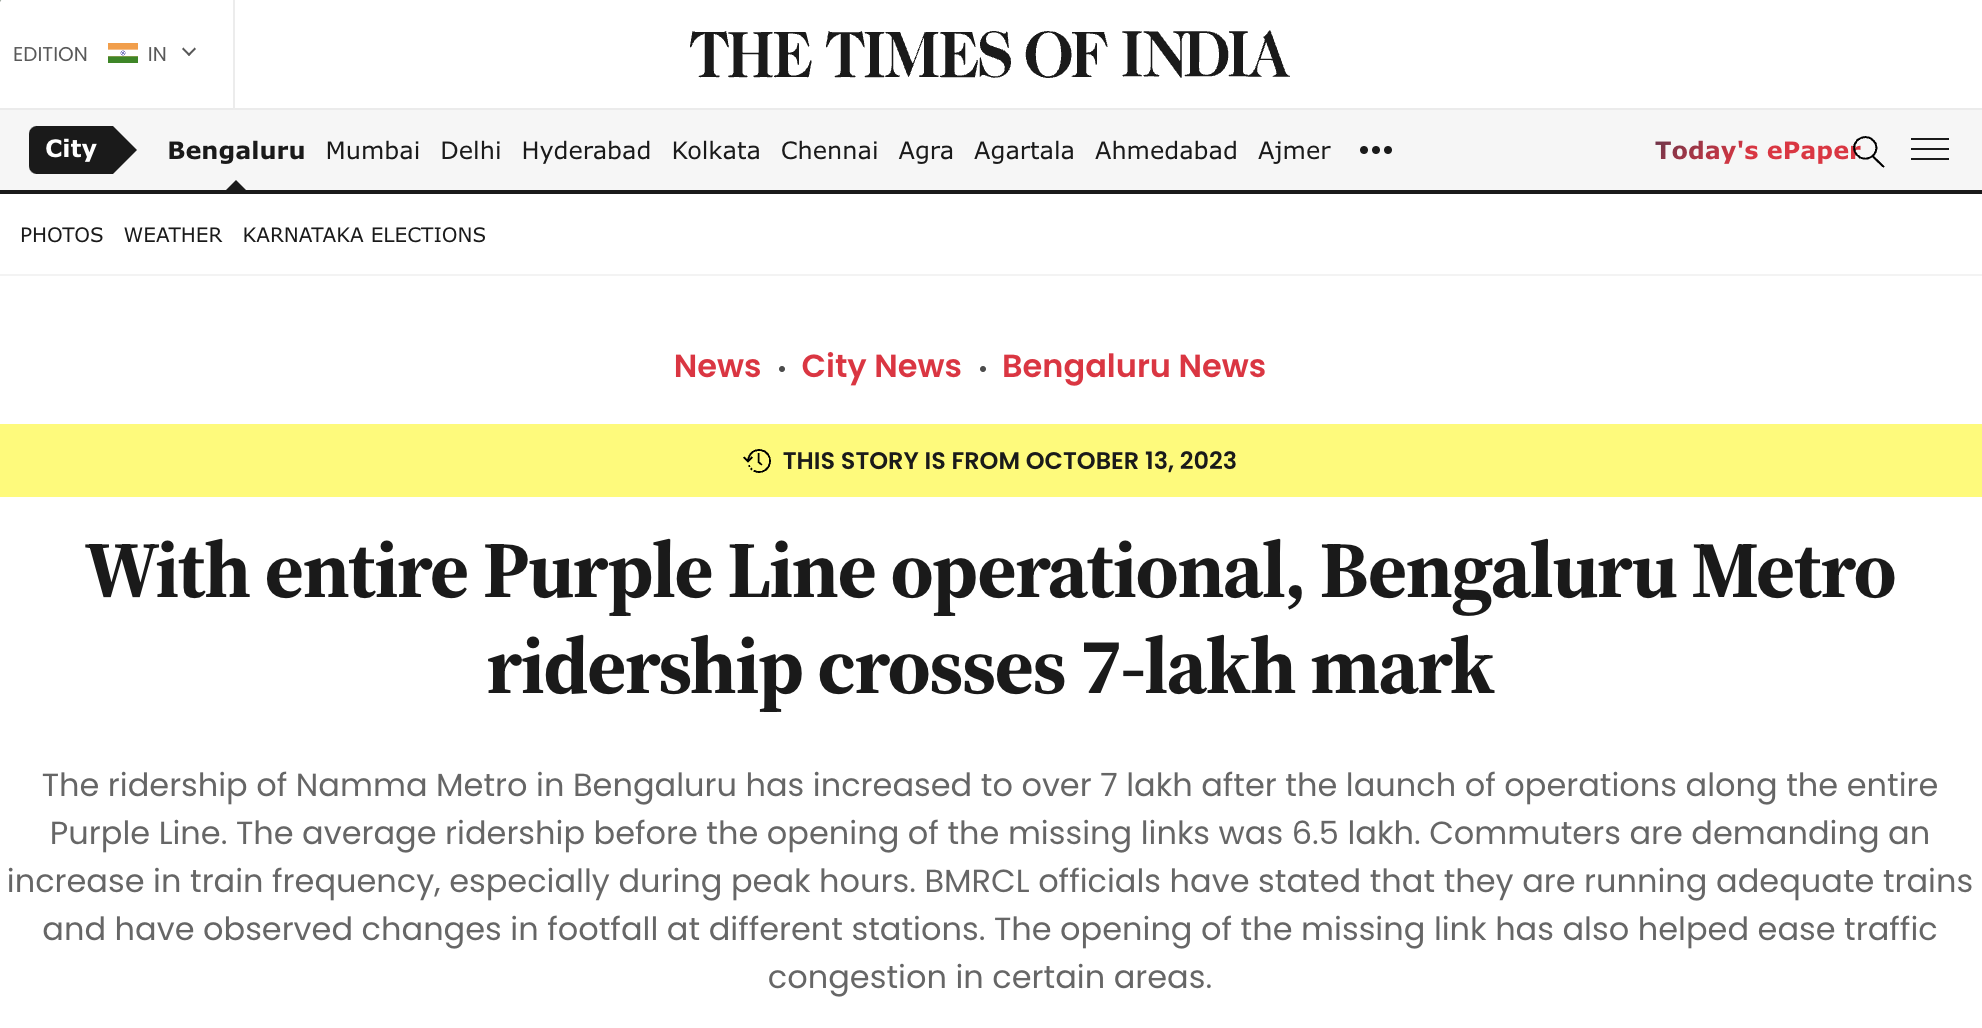 EDITION IN
THE TIMES OF INDIA
City Bengaluru Mumbai Delhi Hyderabad Kolkata Chennai Agra Agartala Ahmedabad Ajmer ••• Today's ePaper
PHOTOS WEATHER KARNATAKA ELECTIONS
News • City News • Bengaluru News
THIS STORY IS FROM OCTOBER 13, 2023
With entire Purple Line operational, Bengaluru Metro
ridership crosses 7-lakh mark
The ridership of Namma Metro in Bengaluru has increased to over 7 lakh after the launch of operations along the entire
Purple Line. The average ridership before the opening of the missing links was 6.5 lakh. Commuters are demanding an
increase in train frequency, especially during peak hours. BMRCL officials have stated that they are running adequate trains
and have observed changes in footfall at different stations. The opening of the missing link has also helped ease traffic
congestion in certain areas.